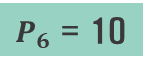 P₆ = 10